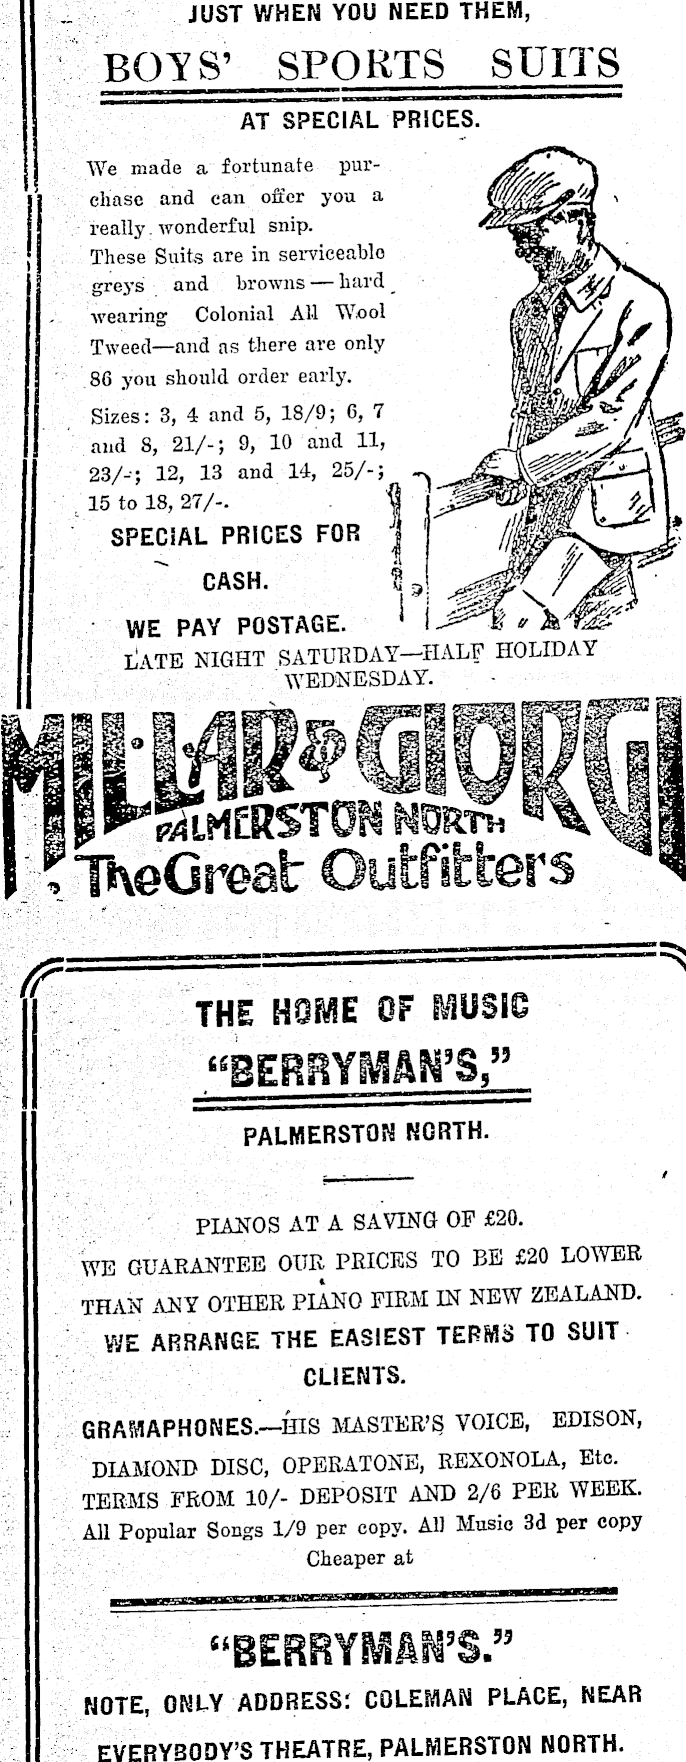 JUST WHEN YOU NEED THEM,
BOYS' SPORTS SUITS
AT SPECIAL PRICES.
We made a fortunate pur-
chase and can offer you a
really wonderful snip.
These Suits are in serviceable
greys and browns — hard
wearing Colonial All Wool
Tweed—and as there are only
86 you should order early.
Sizes: 3, 4 and 5, 18/9; 6, 7
and 8, 21/-; 9, 10 and 11,
23/-; 12, 13 and 14, 25/-;
15 to 18, 27/-.
SPECIAL PRICES FOR
CASH.
WE PAY POSTAGE.
LATE NIGHT SATURDAY—HALF HOLIDAY
WEDNESDAY.
MILLAR & GIORGI
PALMERSTON NORTH
The Great Outfitters
THE HOME OF MUSIC
"BERRYMAN'S,"
PALMERSTON NORTH.
PIANOS AT A SAVING OF £20.
WE GUARANTEE OUR PRICES TO BE £20 LOWER
THAN ANY OTHER PIANO FIRM IN NEW ZEALAND.
WE ARRANGE THE EASIEST TERMS TO SUIT
CLIENTS.
GRAMAPHONES.—HIS MASTER'S VOICE, EDISON,
DIAMOND DISC, OPERATONE, REXONOLA, Etc.
TERMS FROM 10/- DEPOSIT AND 2/6 PER WEEK.
All Popular Songs 1/9 per copy. All Music 3d per copy
Cheaper at
"BERRYMAN'S."
NOTE, ONLY ADDRESS: COLEMAN PLACE, NEAR
EVERYBODY'S THEATRE, PALMERSTON NORTH.